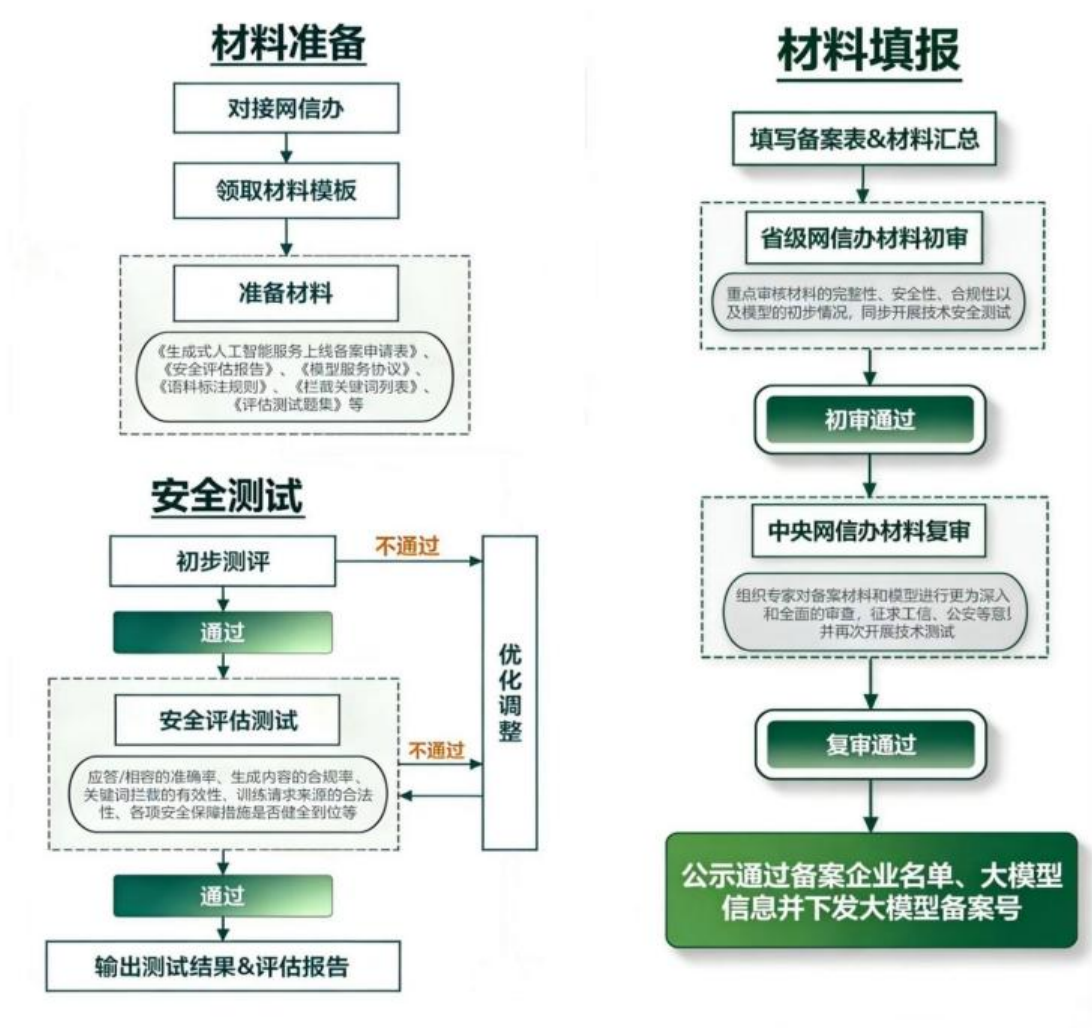 材料准备
对接网信办
领取材料模板
准备材料
《生成式人工智能服务上线备案申请表》、
《安全评估报告》、《模型服务协议》、
《语料标注规则》、《拦截关键词列表》、
《评估测试题集》等
安全测试
初步测评
不通过
通过
优化调整
安全评估测试
不通过
应答/相容的准确率、生成内容的合规率、
关键词拦截的有效性、训练请求来源的合法
性、各项安全保障措施是否健全到位等
通过
输出测试结果&评估报告
材料填报
填写备案表&材料汇总
省级网信办材料初审
重点审核材料的完整性、安全性、合规性以
及模型的初步情况，同步开展技术安全测试
初审通过
中央网信办材料复审
组织专家对备案材料和模型进行更为深入
和全面的审查，征求工信、公安等意!
并再次开展技术测试
复审通过
公示通过备案企业名单、大模型
信息并下发大模型备案号